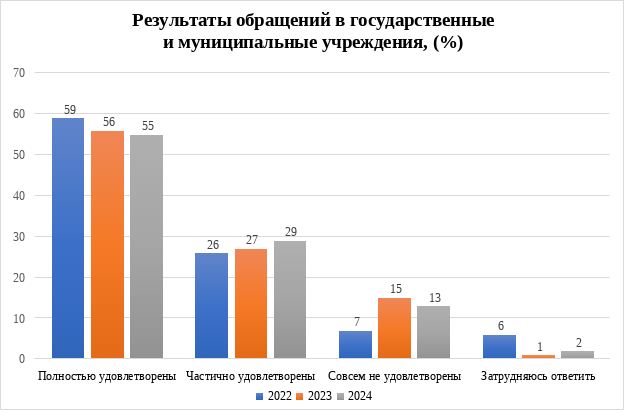 Результаты обращений в государственные
и муниципальные учреждения, (%)
70
60
50
40
30
20
10
0
59
56
55
26
27
29
7
15
13
6
1
2
Полностью удовлетворены
Частично удовлетворены
Совсем не удовлетворены
Затрудняюсь ответить
2022 2023 2024